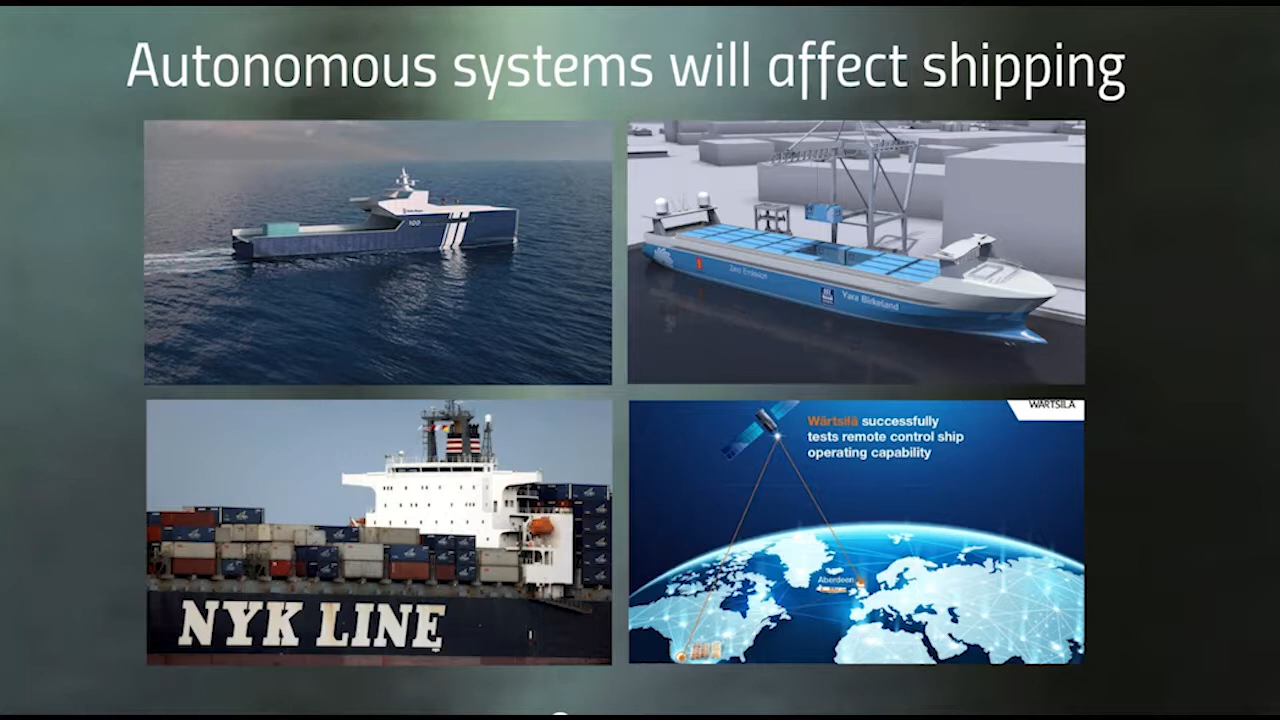 Autonomous systems will affect shipping
100
Zero Emission
Yara Birkeland
NYK LINE
WÄRTSILÄ
Wärtsilä successfully
tests remote control ship
operating capability
Aberdeen